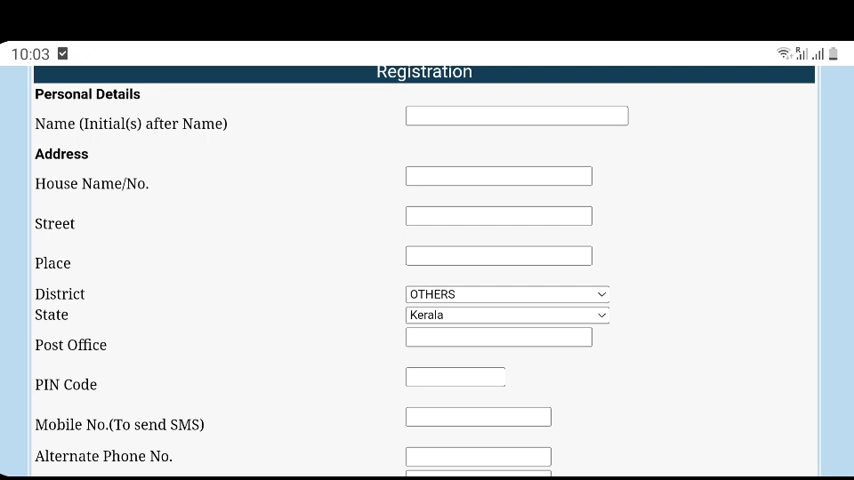 10:03
Registration
Personal Details
Name (Initial(s) after Name)
Address
House Name/No.
Street
Place
District OTHERS
State Kerala
Post Office
PIN Code
Mobile No.(To send SMS)
Alternate Phone No.